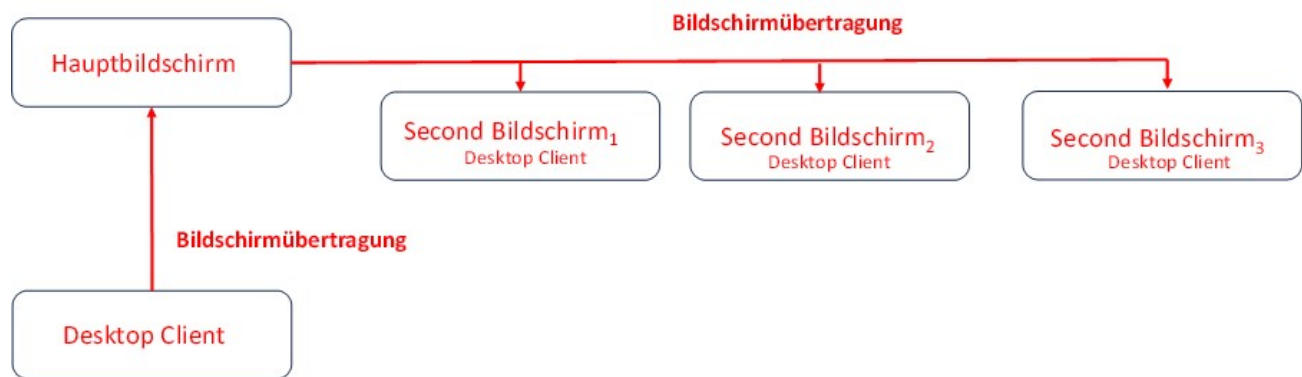 Bildschirmübertragung
Hauptbildschirm
Second Bildschirm₁
Desktop Client
Second Bildschirm₂
Desktop Client
Second Bildschirm₃
Desktop Client
Bildschirmübertragung
Desktop Client